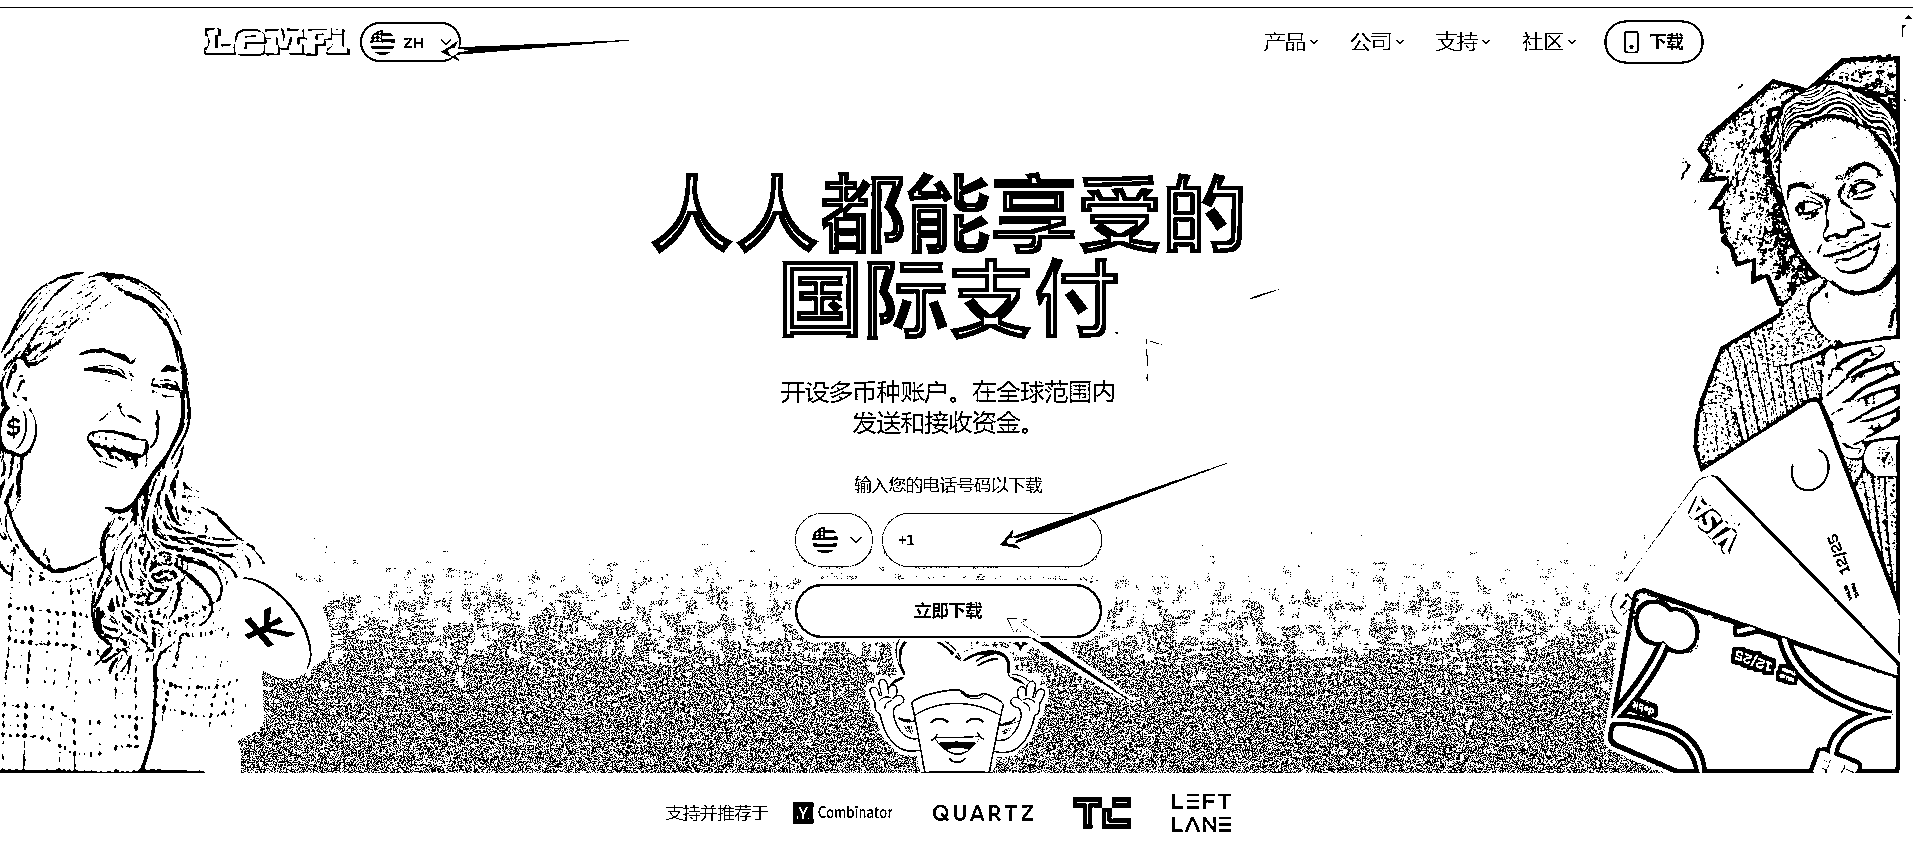 LEMFi
ZH
产品
公司
支持
社区
下载
人人都能享受的
国际支付
开设多币种账户。在全球范围内
发送和接收资金。
输入您的电话号码以下载
+1
立即下载
$
VISA
12/25
12/25
支持并推荐于
Y Combinator
QUARTZ
TC
LEFT
LANE